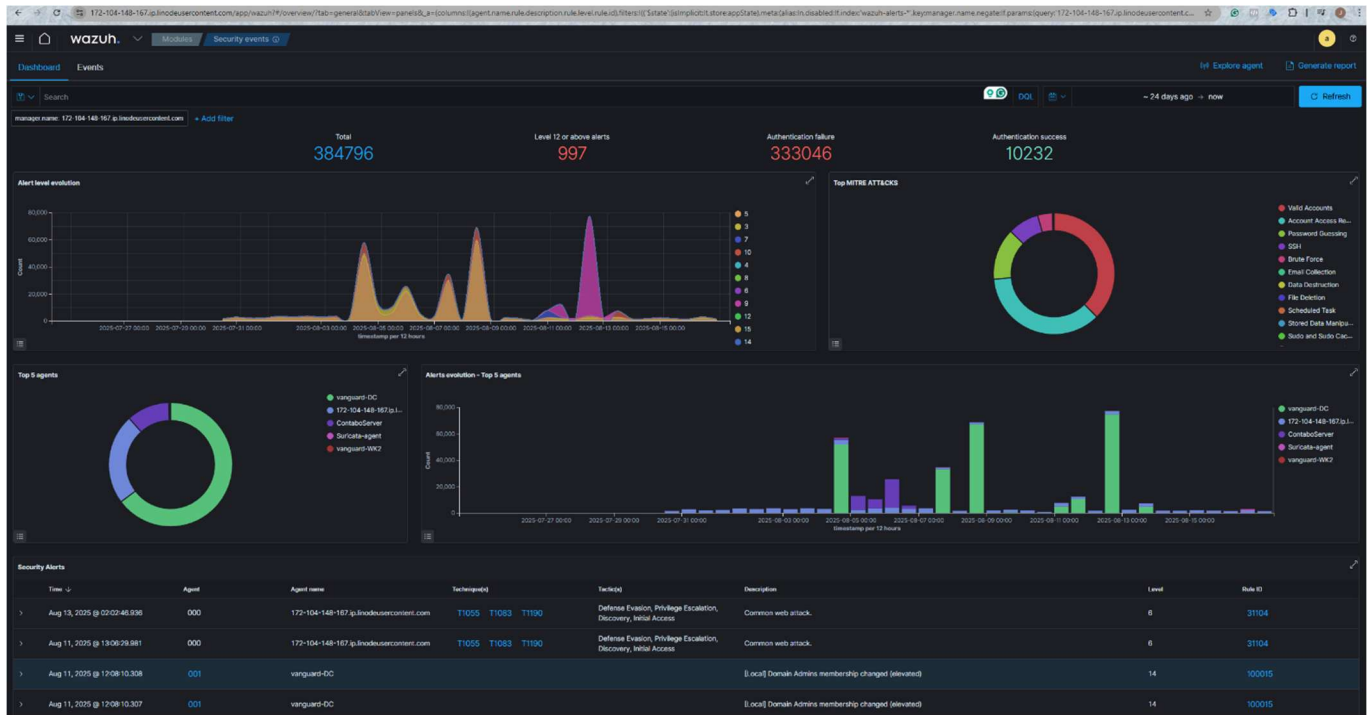 172-104-148-167.ip.linodeusercontent.com/app/wazuh#/overview/?tab=general&tabView=panels&_a=(columns:!(agent.name,rule.description,rule.level,rule.id),filters:!(('$state':(isImplicit:!t,store:appState),meta:(alias:!n,disabled:!f,index:'wazuh-alerts-*',key:manager.name,negate:!f,params:(query:'172-104-148-167.ip.linodeusercontent.c...
wazuh. Modules Security events a
Dashboard Events Explore agent Generate report
Search DQL ~ 24 days ago → now Refresh
manager.name: 172-104-148-167.ip.linodeusercontent.com + Add filter
Total Level 12 or above alerts Authentication failure Authentication success
384796 997 333046 10232
Alert level evolution
80,000
60,000
40,000
20,000
0
Count
2025-07-27 00:00 2025-07-29 00:00 2025-07-31 00:00 2025-08-03 00:00 2025-08-05 00:00 2025-08-07 00:00 2025-08-09 00:00 2025-08-11 00:00 2025-08-13 00:00 2025-08-15 00:00
timestamp per 12 hours
5
3
7
10
4
8
6
9
12
15
14
Top MITRE ATT&CKS
Valid Accounts
Account Access Re...
Password Guessing
SSH
Brute Force
Email Collection
Data Destruction
File Deletion
Scheduled Task
Stored Data Manipu...
Sudo and Sudo Cac...
Top 5 agents
vanguard-DC
172-104-148-167.ip.l...
ContaboServer
Suricata-agent
vanguard-WK2
Alerts evolution - Top 5 agents
80,000
60,000
40,000
20,000
0
Count
2025-07-27 00:00 2025-07-29 00:00 2025-07-31 00:00 2025-08-03 00:00 2025-08-05 00:00 2025-08-07 00:00 2025-08-09 00:00 2025-08-11 00:00 2025-08-13 00:00 2025-08-15 00:00
timestamp per 12 hours
vanguard-DC
172-104-148-167.ip.l...
ContaboServer
Suricata-agent
vanguard-WK2
Security Alerts
Time Agent Agent name Technique(s) Tactic(s) Description Level Rule ID
Aug 13, 2025 @ 02:02:46.936 000 172-104-148-167.ip.linodeusercontent.com T1055 T1083 T1190 Defense Evasion, Privilege Escalation, Discovery, Initial Access Common web attack. 6 31104
Aug 11, 2025 @ 13:06:29.981 000 172-104-148-167.ip.linodeusercontent.com T1055 T1083 T1190 Defense Evasion, Privilege Escalation, Discovery, Initial Access Common web attack. 6 31104
Aug 11, 2025 @ 12:08:10.308 001 vanguard-DC [Local] Domain Admins membership changed (elevated) 14 100015
Aug 11, 2025 @ 12:08:10.307 001 vanguard-DC [Local] Domain Admins membership changed (elevated) 14 100015